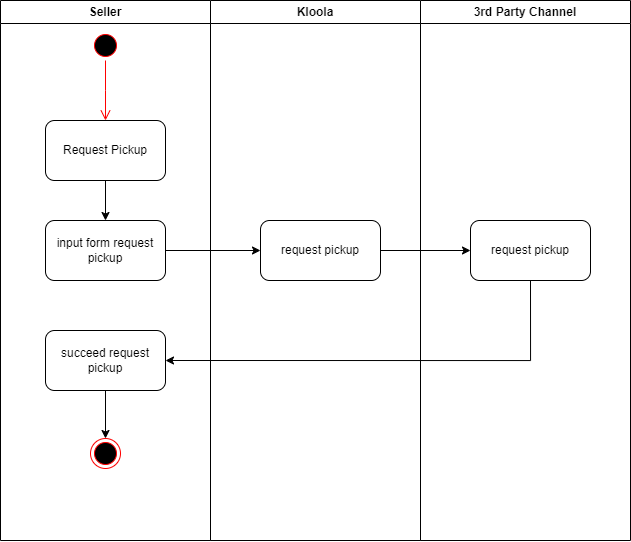 Seller
Kloola
3rd Party Channel
Request Pickup
input form request
pickup
request pickup
request pickup
succeed request
pickup